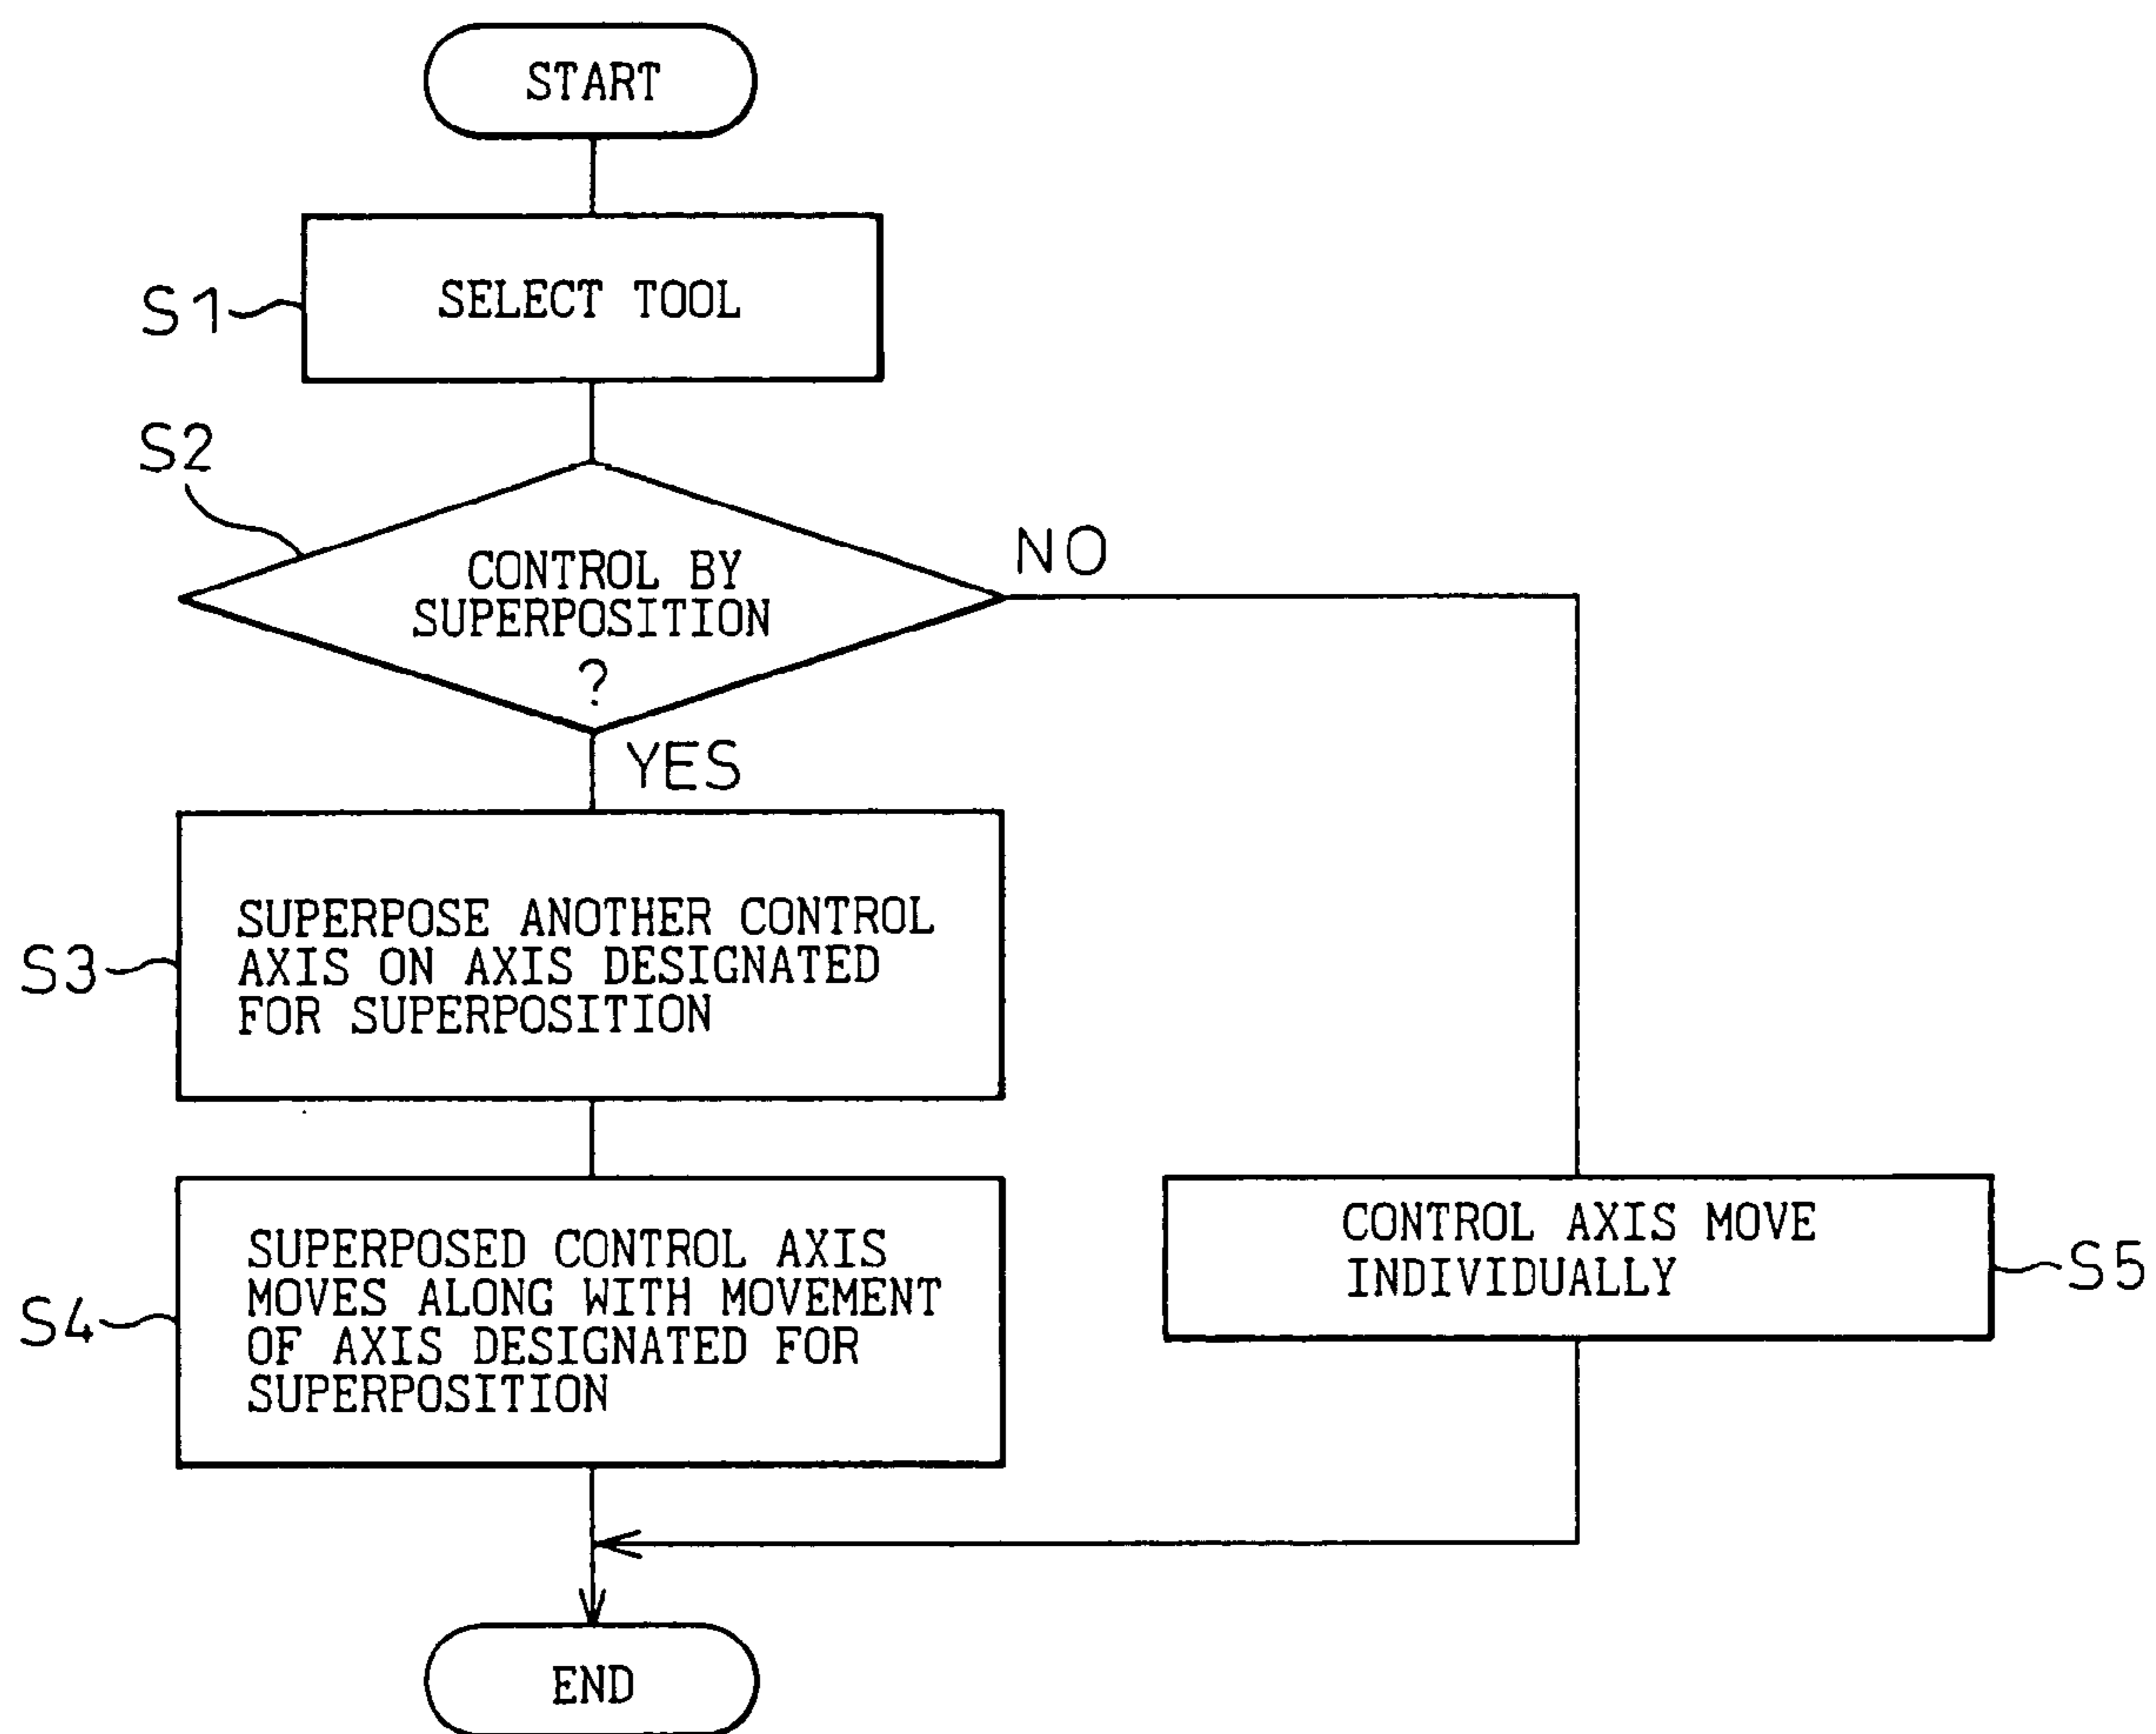 START
S1
SELECT TOOL
S2
CONTROL BY
SUPERPOSITION
?
NO
YES
S3
SUPERPOSE ANOTHER CONTROL
AXIS ON AXIS DESIGNATED
FOR SUPERPOSITION
S4
SUPERPOSED CONTROL AXIS
MOVES ALONG WITH MOVEMENT
OF AXIS DESIGNATED FOR
SUPERPOSITION
CONTROL AXIS MOVE
INDIVIDUALLY
S5
END